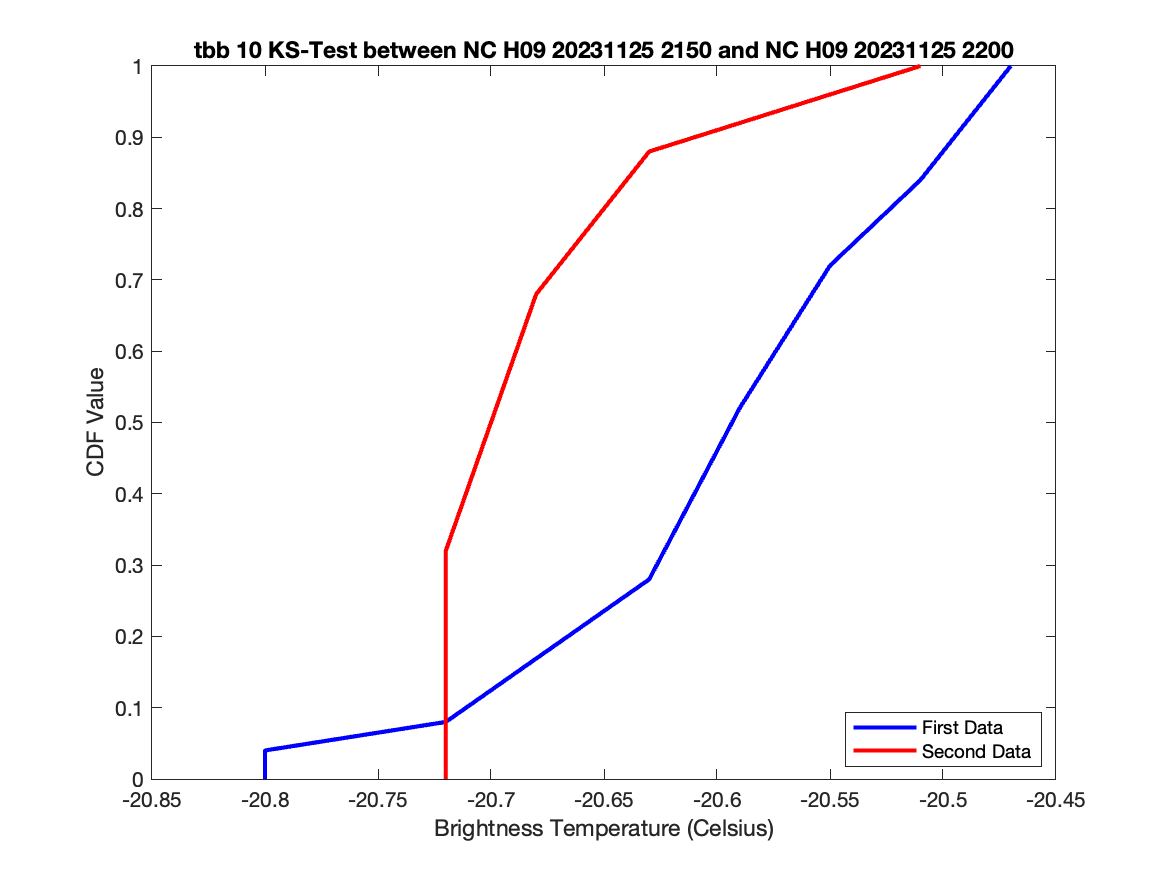 tbb 10 KS-Test between NC H09 20231125 2150 and NC H09 20231125 2200
1
0.9
0.8
0.7
0.6
0.5
0.4
0.3
0.2
0.1
0
CDF Value
First Data
Second Data
-20.85 -20.8 -20.75 -20.7 -20.65 -20.6 -20.55 -20.5 -20.45
Brightness Temperature (Celsius)